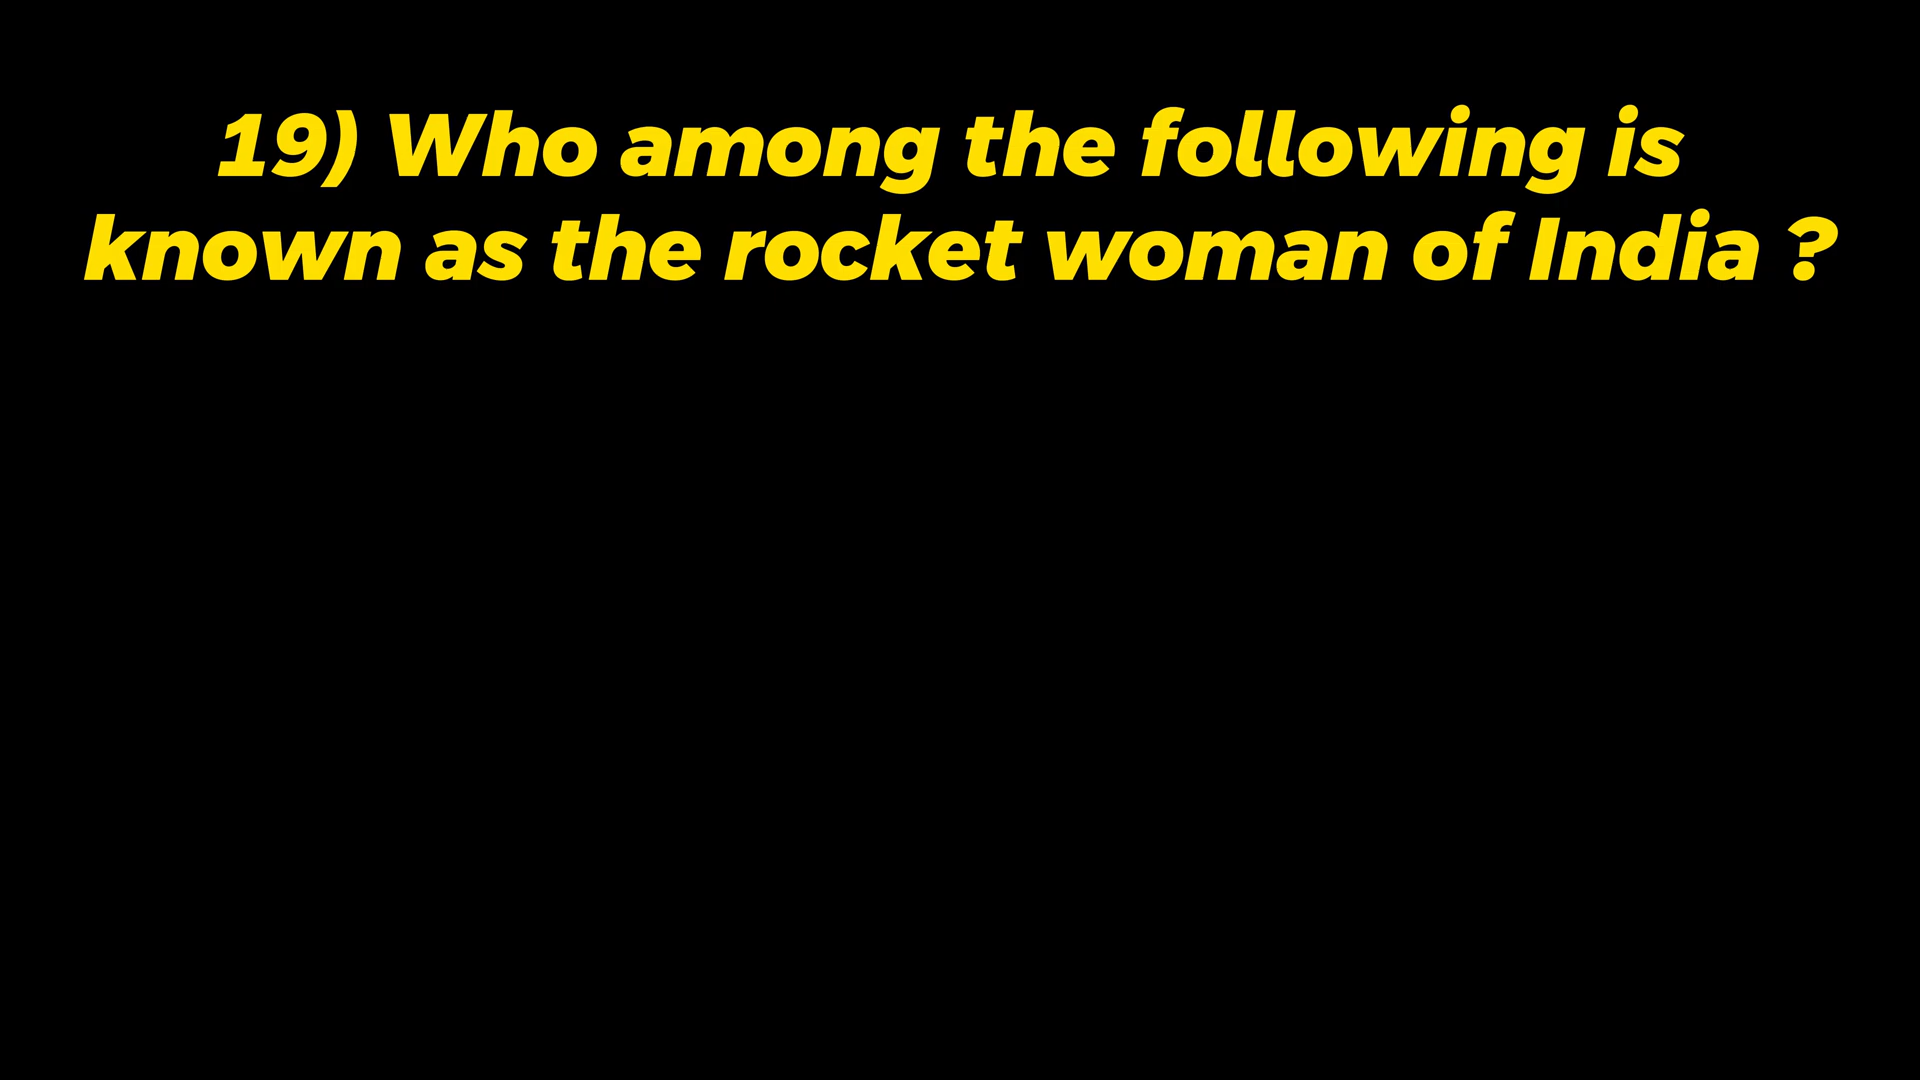 19) Who among the following is
known as the rocket woman of India ?